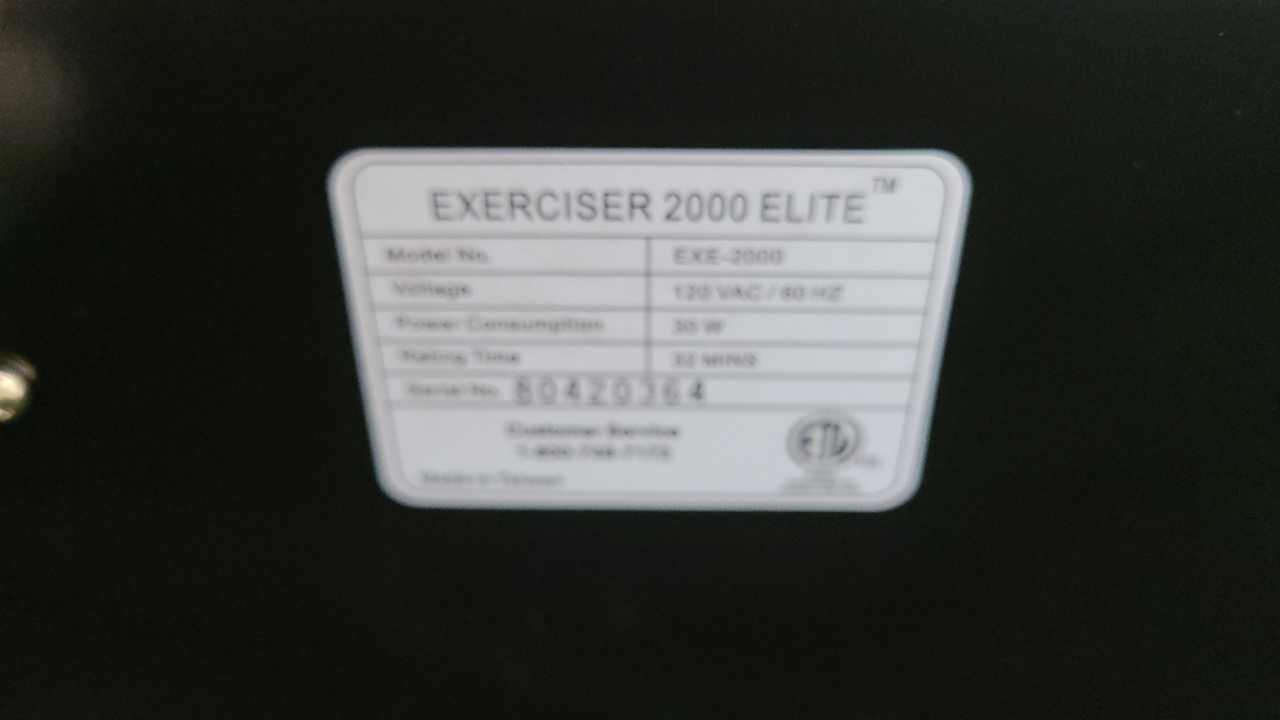 EXERCISER 2000 ELITE™
Model No. EXE-2000
Voltage 120 VAC / 60 HZ
Power Consumption 30 W
Rating Time 32 MINS
Serial No. 80420364
Customer Service
Made in Taiwan
ETL